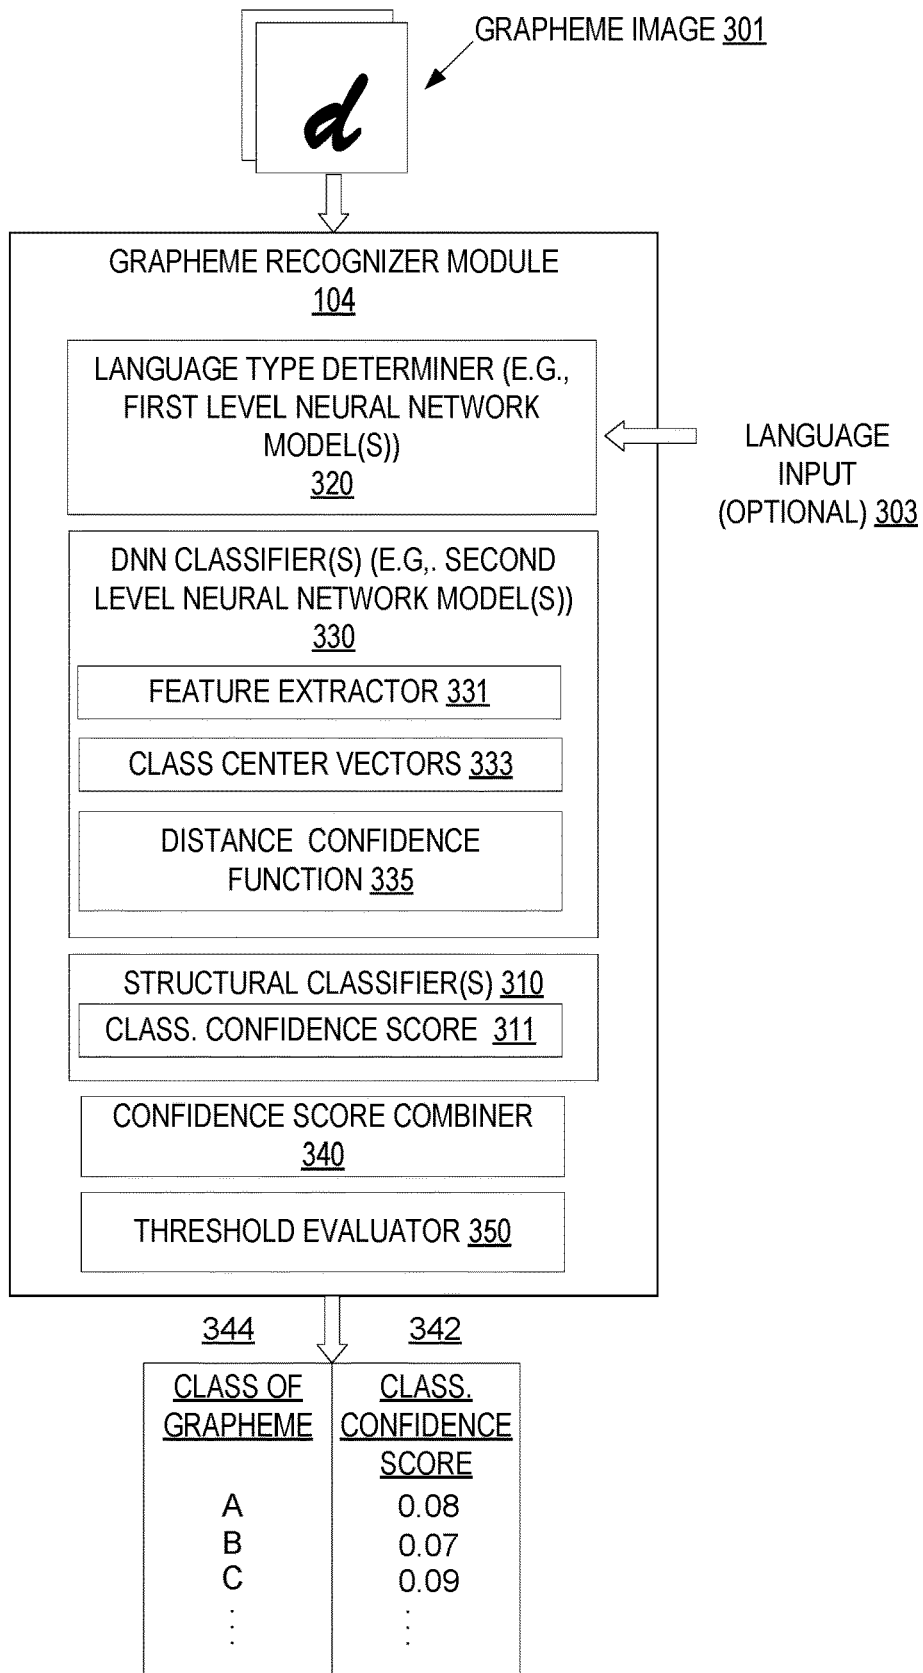 GRAPHEME IMAGE 301
d
GRAPHEME RECOGNIZER MODULE
104
LANGUAGE TYPE DETERMINER (E.G.,
FIRST LEVEL NEURAL NETWORK
MODEL(S))
320
LANGUAGE
INPUT
(OPTIONAL) 303
DNN CLASSIFIER(S) (E.G,. SECOND
LEVEL NEURAL NETWORK MODEL(S))
330
FEATURE EXTRACTOR 331
CLASS CENTER VECTORS 333
DISTANCE CONFIDENCE
FUNCTION 335
STRUCTURAL CLASSIFIER(S) 310
CLASS. CONFIDENCE SCORE 311
CONFIDENCE SCORE COMBINER
340
THRESHOLD EVALUATOR 350
344 342
CLASS OF CLASS.
GRAPHEME CONFIDENCE
SCORE
A 0.08
B 0.07
C 0.09
. .
. .
. .